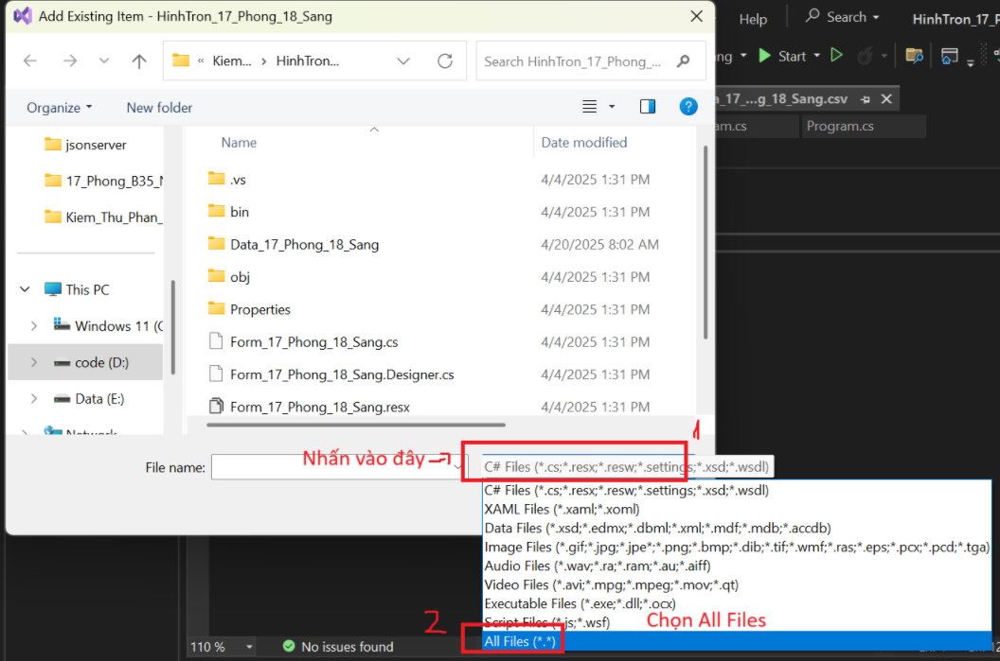 Add Existing Item - HinhTron_17_Phong_18_Sang
Help
Search
HinhTron_17_P
« Kiem... > HinhTron...
Search HinhTron_17_Phong_...
Start
Organize
New folder
_17_...g_18_Sang.csv
am.cs
Program.cs
jsonserver
17_Phong_B35_N
Kiem_Thu_Phan_
This PC
Windows 11 (C
code (D:)
Data (E:)
Network
Name
Date modified
.vs
4/4/2025 1:31 PM
bin
4/4/2025 1:31 PM
Data_17_Phong_18_Sang
4/20/2025 8:02 AM
obj
4/4/2025 1:31 PM
Properties
4/4/2025 1:31 PM
Form_17_Phong_18_Sang.cs
4/4/2025 1:31 PM
Form_17_Phong_18_Sang.Designer.cs
4/4/2025 1:31 PM
Form_17_Phong_18_Sang.resx
4/4/2025 1:31 PM
1
File name:
Nhấn vào đây
C# Files (*.cs;*.resx;*.resw;*.settings;*.xsd;*.wsdl)
C# Files (*.cs;*.resx;*.resw;*.settings;*.xsd;*.wsdl)
XAML Files (*.xaml;*.xoml)
Data Files (*.xsd;*.edmx;*.dbml;*.xml;*.mdf;*.mdb;*.accdb)
Image Files (*.gif;*.jpg;*.jpe*;*.png;*.bmp;*.dib;*.tif;*.wmf;*.ras;*.eps;*.pcx;*.pcd;*.tga)
Audio Files (*.wav;*.ra;*.ram;*.au;*.aiff)
Video Files (*.avi;*.mpg;*.mpeg;*.mov;*.qt)
Executable Files (*.exe;*.dll;*.ocx)
Script Files (*.js;*.wsf)
Chọn All Files
2
All Files (*.*)
110 %
No issues found